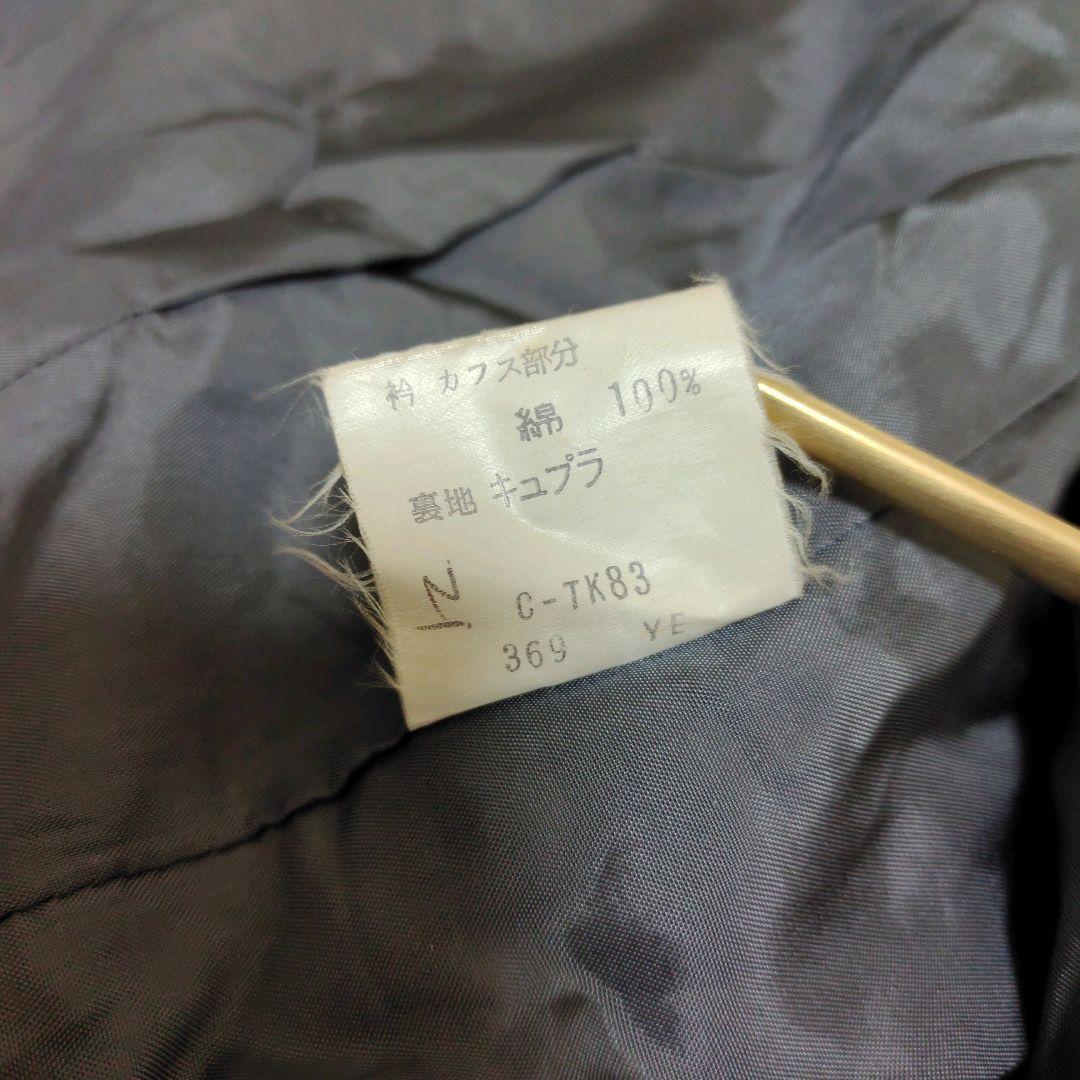 衿 カフス部分
綿 100%
裏地 キュプラ
C-TK83
369 YE